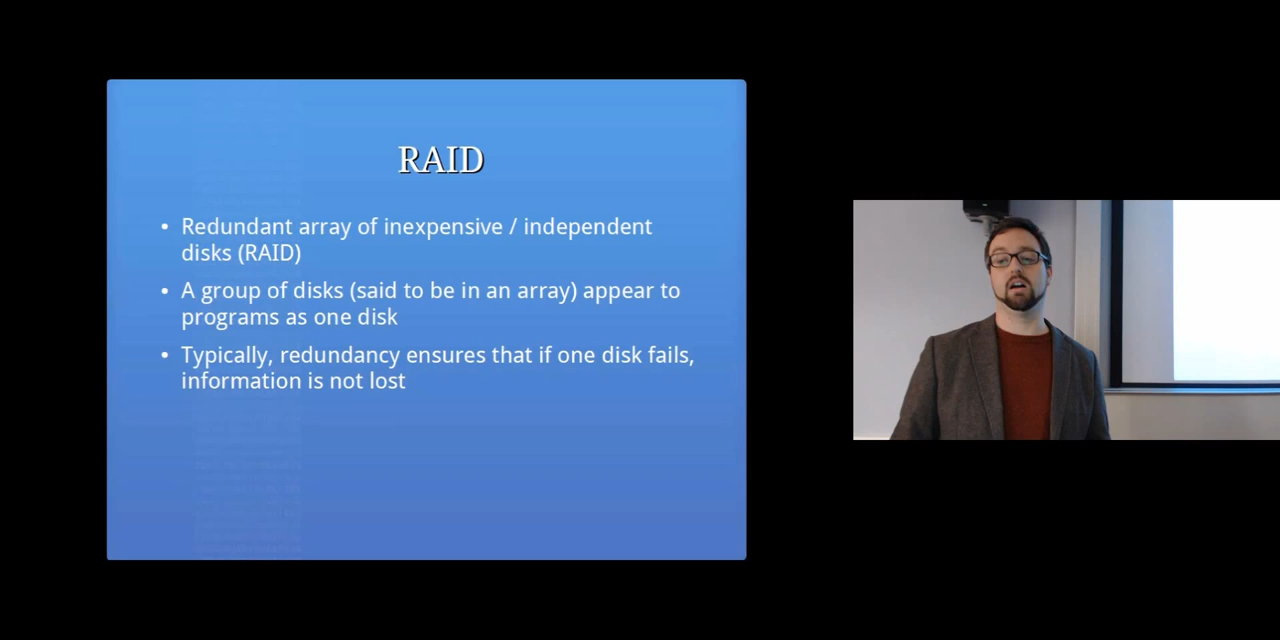 RAID
• Redundant array of inexpensive / independent
disks (RAID)
• A group of disks (said to be in an array) appear to
programs as one disk
• Typically, redundancy ensures that if one disk fails,
information is not lost